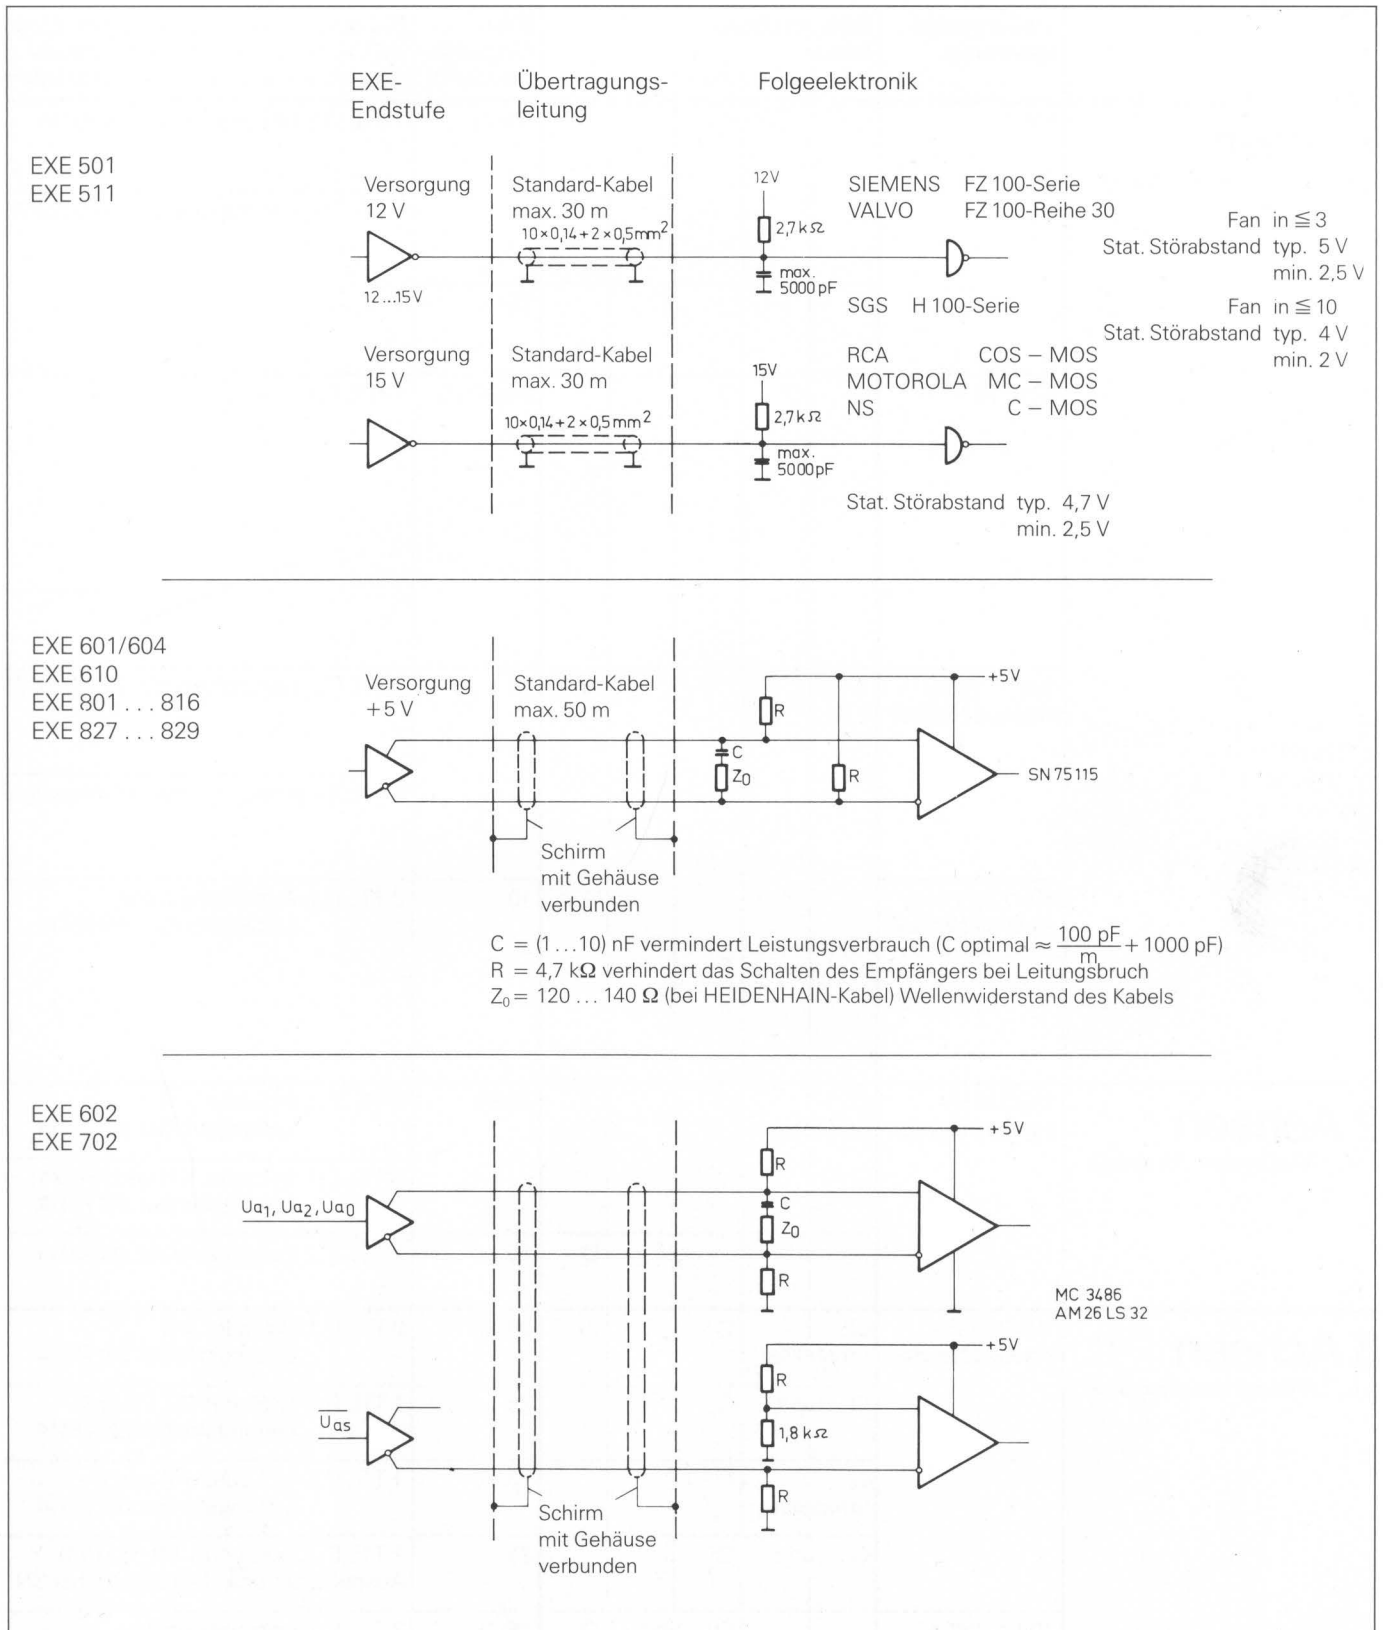 EXE-
Endstufe
Übertragungs-
leitung
Folgeelektronik
EXE 501
EXE 511
Versorgung
12 V
12...15V
Standard-Kabel
max. 30 m
10×0,14+2×0,5mm²
12V
2,7kΩ
max.
5000pF
SIEMENS FZ 100-Serie
VALVO FZ 100-Reihe 30
Fan in ≦ 3
Stat. Störabstand typ. 5 V
min. 2,5 V
SGS H 100-Serie
Fan in ≦ 10
Stat. Störabstand typ. 4 V
min. 2 V
Versorgung
15 V
Standard-Kabel
max. 30 m
10×0,14+2×0,5mm²
15V
2,7kΩ
max.
5000pF
RCA COS – MOS
MOTOROLA MC – MOS
NS C – MOS
Stat. Störabstand typ. 4,7 V
min. 2,5 V
EXE 601/604
EXE 610
EXE 801 ... 816
EXE 827 ... 829
Versorgung
+5 V
Standard-Kabel
max. 50 m
+5V
R
C
Z0
R
SN 75115
Schirm
mit Gehäuse
verbunden
C = (1...10) nF vermindert Leistungsverbrauch (C optimal ≈ 100 pF/m + 1000 pF)
R = 4,7 kΩ verhindert das Schalten des Empfängers bei Leitungsbruch
Z₀ = 120 ... 140 Ω (bei HEIDENHAIN-Kabel) Wellenwiderstand des Kabels
EXE 602
EXE 702
Ua1, Ua2, Ua0
+5V
R
C
Z0
R
MC 3486
AM 26 LS 32
U̅a̅s̅
+5V
R
1,8kΩ
R
Schirm
mit Gehäuse
verbunden